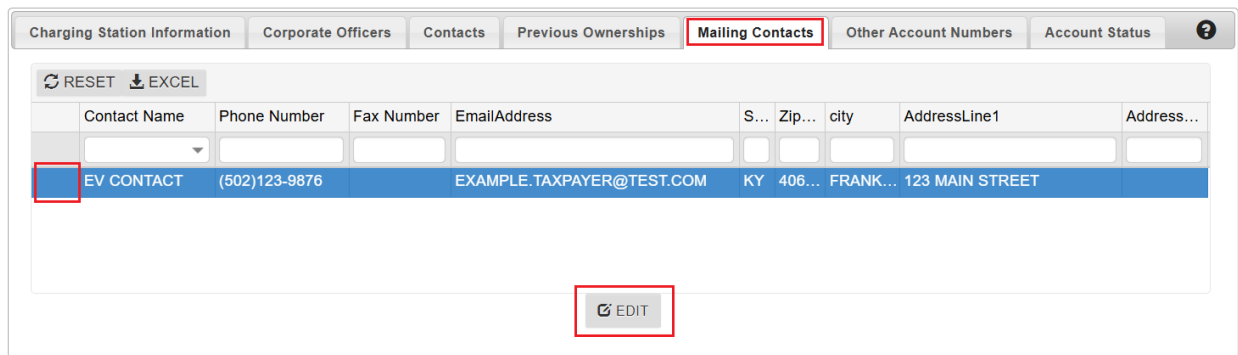 Charging Station Information Corporate Officers Contacts Previous Ownerships Mailing Contacts Other Account Numbers Account Status ?
RESET EXCEL
Contact Name Phone Number Fax Number EmailAddress S... Zip... city AddressLine1 Address...
EV CONTACT (502)123-9876 EXAMPLE.TAXPAYER@TEST.COM KY 406... FRANK... 123 MAIN STREET
EDIT